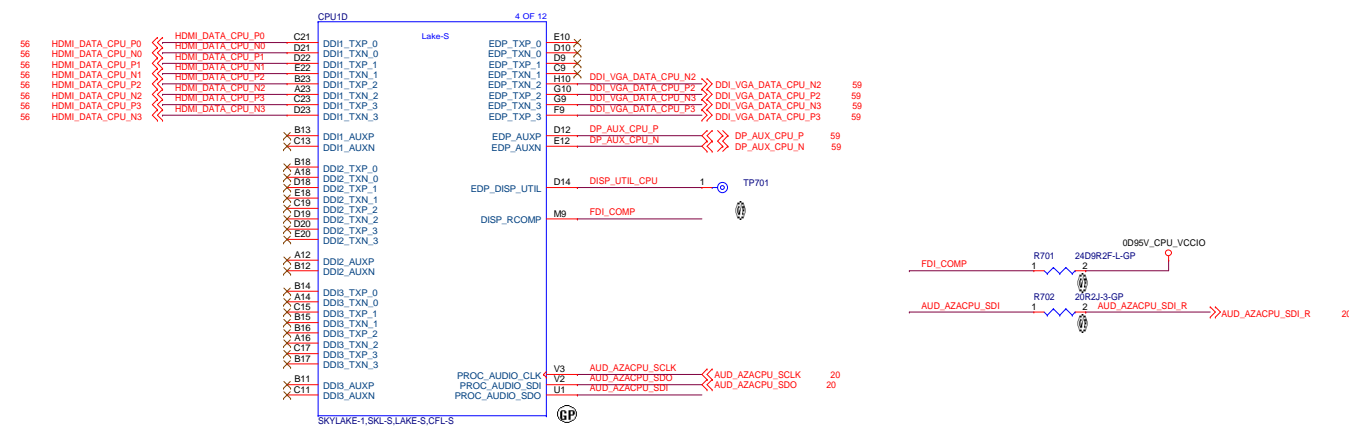 CPU1D 4 OF 12
Lake-S
56 HDMI_DATA_CPU_P0 HDMI_DATA_CPU_P0 C21 DDI1_TXP_0
56 HDMI_DATA_CPU_N0 HDMI_DATA_CPU_N0 D21 DDI1_TXN_0
56 HDMI_DATA_CPU_P1 HDMI_DATA_CPU_P1 D22 DDI1_TXP_1
56 HDMI_DATA_CPU_N1 HDMI_DATA_CPU_N1 E22 DDI1_TXN_1
56 HDMI_DATA_CPU_P2 HDMI_DATA_CPU_P2 B23 DDI1_TXP_2
56 HDMI_DATA_CPU_N2 HDMI_DATA_CPU_N2 A23 DDI1_TXN_2
56 HDMI_DATA_CPU_P3 HDMI_DATA_CPU_P3 C23 DDI1_TXP_3
56 HDMI_DATA_CPU_N3 HDMI_DATA_CPU_N3 D23 DDI1_TXN_3
B13 DDI1_AUXP
C13 DDI1_AUXN
B18 DDI2_TXP_0
A18 DDI2_TXN_0
D18 DDI2_TXP_1
E18 DDI2_TXN_1
C19 DDI2_TXP_2
D19 DDI2_TXN_2
D20 DDI2_TXP_3
E20 DDI2_TXN_3
A12 DDI2_AUXP
B12 DDI2_AUXN
B14 DDI3_TXP_0
A14 DDI3_TXN_0
C15 DDI3_TXP_1
B15 DDI3_TXN_1
B16 DDI3_TXP_2
A16 DDI3_TXN_2
C17 DDI3_TXP_3
B17 DDI3_TXN_3
B11 DDI3_AUXP
C11 DDI3_AUXN
EDP_TXP_0 E10
EDP_TXN_0 D10
EDP_TXP_1 D9
EDP_TXN_1 C9
EDP_TXN_2 H10 DDI_VGA_DATA_CPU_N2 DDI_VGA_DATA_CPU_N2 59
EDP_TXP_2 G10 DDI_VGA_DATA_CPU_P2 DDI_VGA_DATA_CPU_P2 59
EDP_TXN_3 G9 DDI_VGA_DATA_CPU_N3 DDI_VGA_DATA_CPU_N3 59
EDP_TXP_3 F9 DDI_VGA_DATA_CPU_P3 DDI_VGA_DATA_CPU_P3 59
EDP_AUXP D12 DP_AUX_CPU_P DP_AUX_CPU_P 59
EDP_AUXN E12 DP_AUX_CPU_N DP_AUX_CPU_N 59
EDP_DISP_UTIL D14 DISP_UTIL_CPU 1 TP701
DISP_RCOMP M9 FDI_COMP
PROC_AUDIO_CLK V3 AUD_AZACPU_SCLK AUD_AZACPU_SCLK 20
PROC_AUDIO_SDI V2 AUD_AZACPU_SDO AUD_AZACPU_SDO 20
PROC_AUDIO_SDO U1 AUD_AZACPU_SDI
SKYLAKE-1,SKL-S,LAKE-S,CFL-S
GP
0D95V_CPU_VCCIO
R701 24D9R2F-L-GP
FDI_COMP 1 2
R702 20R2J-3-GP
AUD_AZACPU_SDI 1 2 AUD_AZACPU_SDI_R AUD_AZACPU_SDI_R